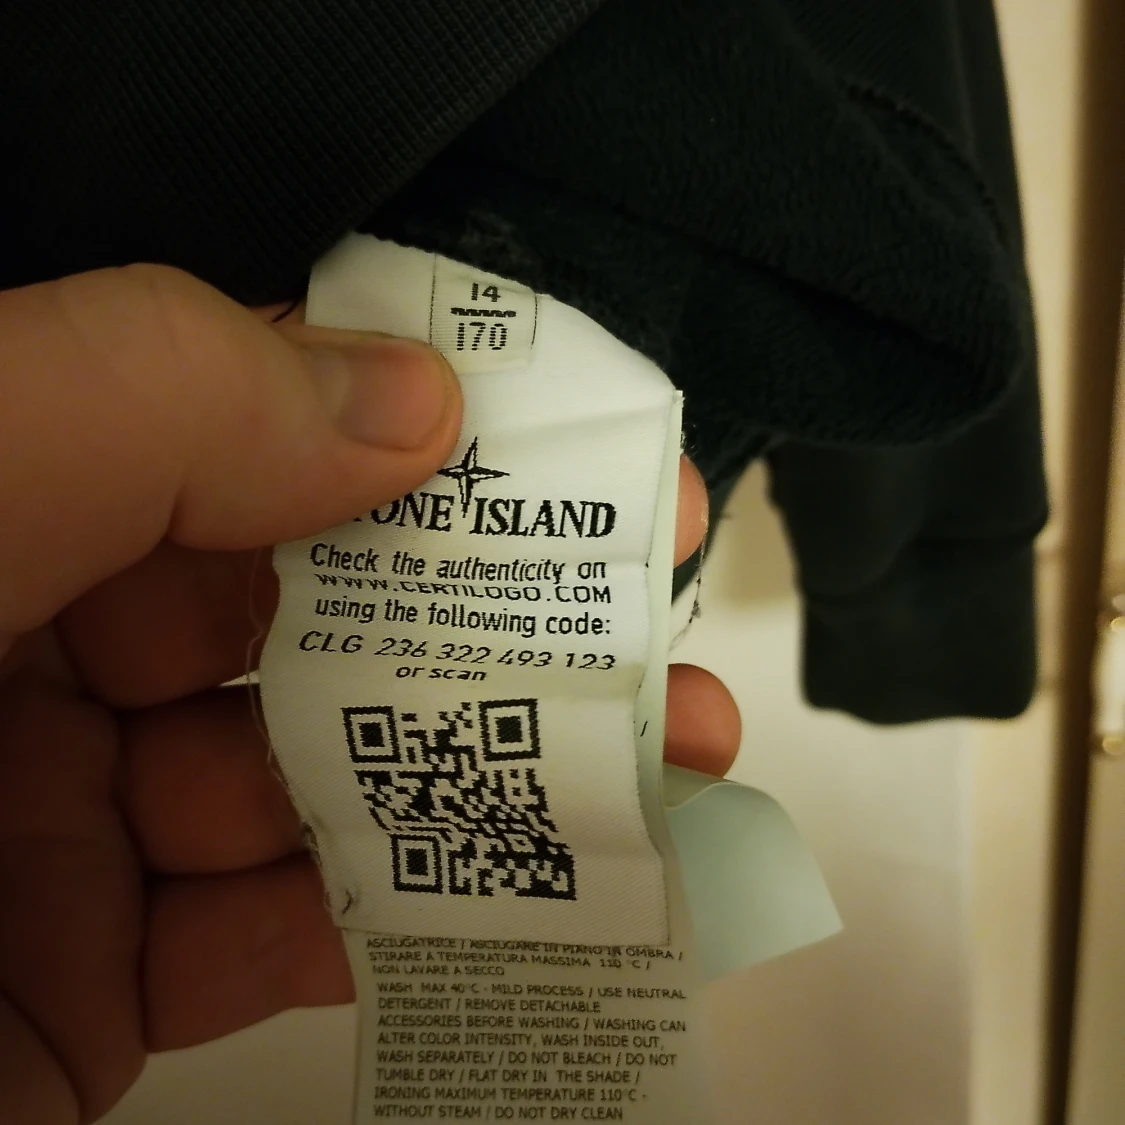 14
170
TONE ISLAND
Check the authenticity on
WWW.CERTILOGO.COM
using the following code:
CLG 236 322 493 123
or scan
ASCIUGATRICE / ASCIUGARE IN PIANO IN OMBRA /
STIRARE A TEMPERATURA MASSIMA 110 °C /
NON LAVARE A SECCO
WASH MAX 40°C - MILD PROCESS / USE NEUTRAL
DETERGENT / REMOVE DETACHABLE
ACCESSORIES BEFORE WASHING / WASHING CAN
ALTER COLOR INTENSITY, WASH INSIDE OUT,
WASH SEPARATELY / DO NOT BLEACH / DO NOT
TUMBLE DRY / FLAT DRY IN THE SHADE /
IRONING MAXIMUM TEMPERATURE 110°C -
WITHOUT STEAM / DO NOT DRY CLEAN